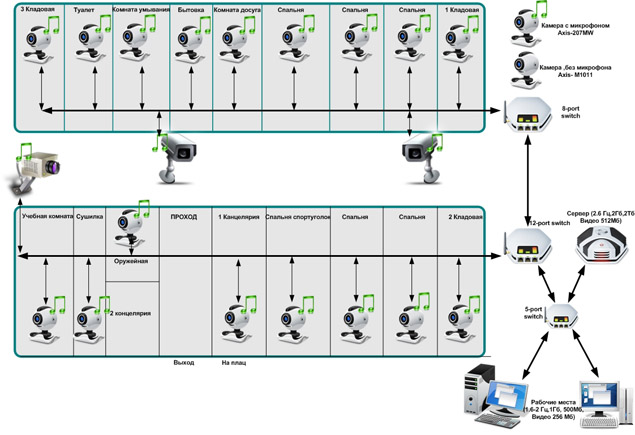 3 Кладовая
Туалет
Комната умывания
Бытовка
Комната досуга
Спальня
Спальня
Спальня
1 Кладовая
Камера с микрофоном
Axis-207MW
Камера ,без микрофона
Axis- M1011
8-port
switch
Учебная комната
Сушилка
ПРОХОД
1 Канцелярия
Спальня спортуголок
Спальня
Спальня
2 Кладовая
12-port switch
Сервер (2.6 Гц,2Гб,2Тб
Видео 512Мб)
Оружейная
2 концелярия
5-port
switch
Выход
На плац
Рабочие места
(1.6-2 Гц,1Гб, 500Мб,
Видео 256 Мб)